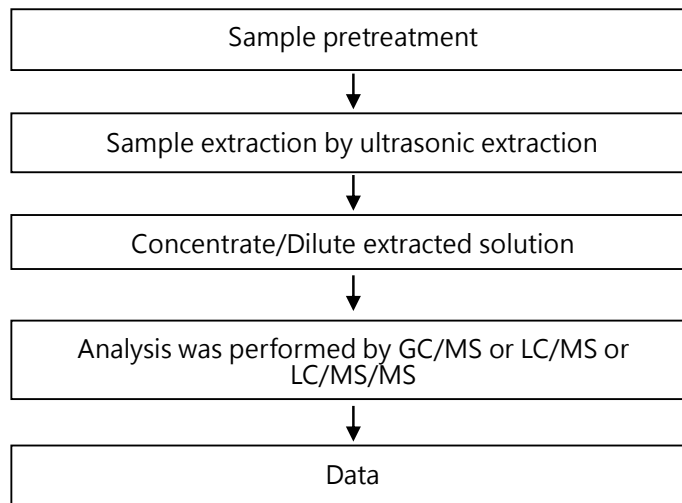 Sample pretreatment
Sample extraction by ultrasonic extraction
Concentrate/Dilute extracted solution
Analysis was performed by GC/MS or LC/MS or
LC/MS/MS
Data